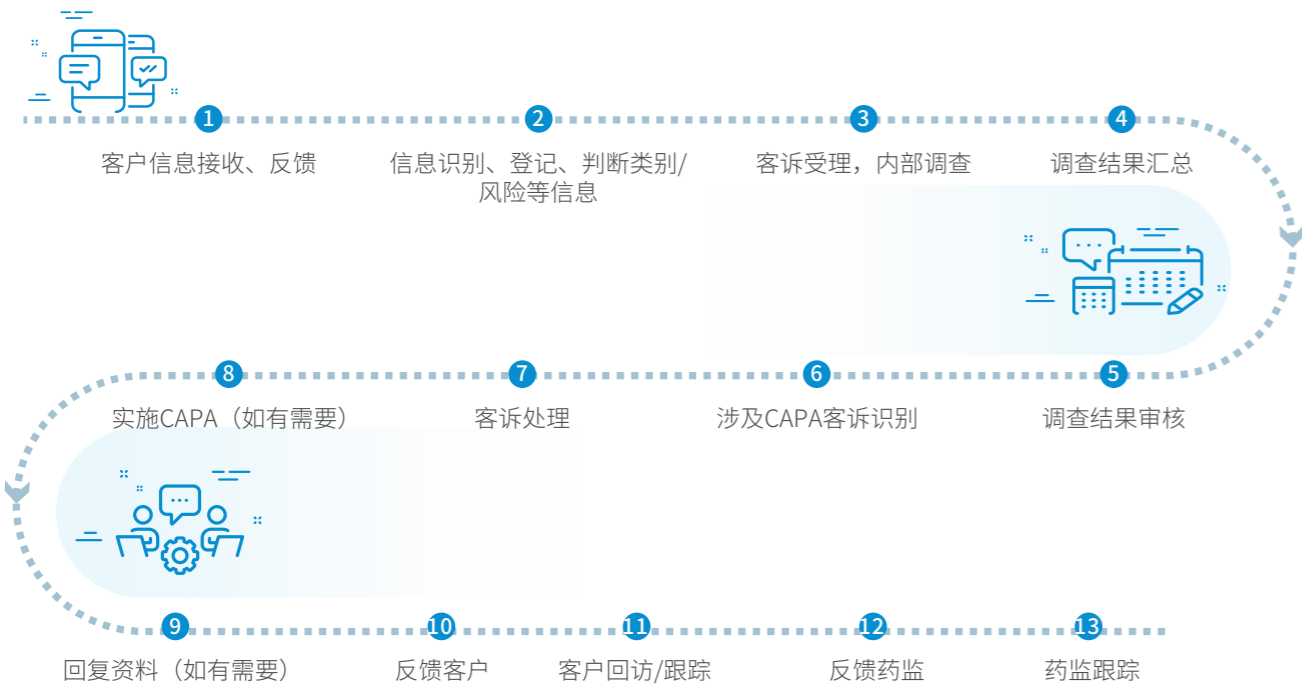 1
客户信息接收、反馈
2
信息识别、登记、判断类别/
风险等信息
3
客诉受理，内部调查
4
调查结果汇总
5
调查结果审核
6
涉及CAPA客诉识别
7
客诉处理
8
实施CAPA（如有需要）
9
回复资料（如有需要）
10
反馈客户
11
客户回访/跟踪
12
反馈药监
13
药监跟踪